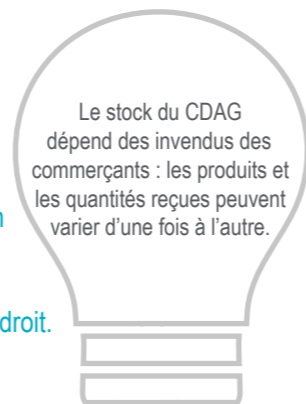 Le stock du CDAG
dépend des invendus des
commerçants : les produits et
les quantités reçues peuvent
varier d'une fois à l'autre.
droit.